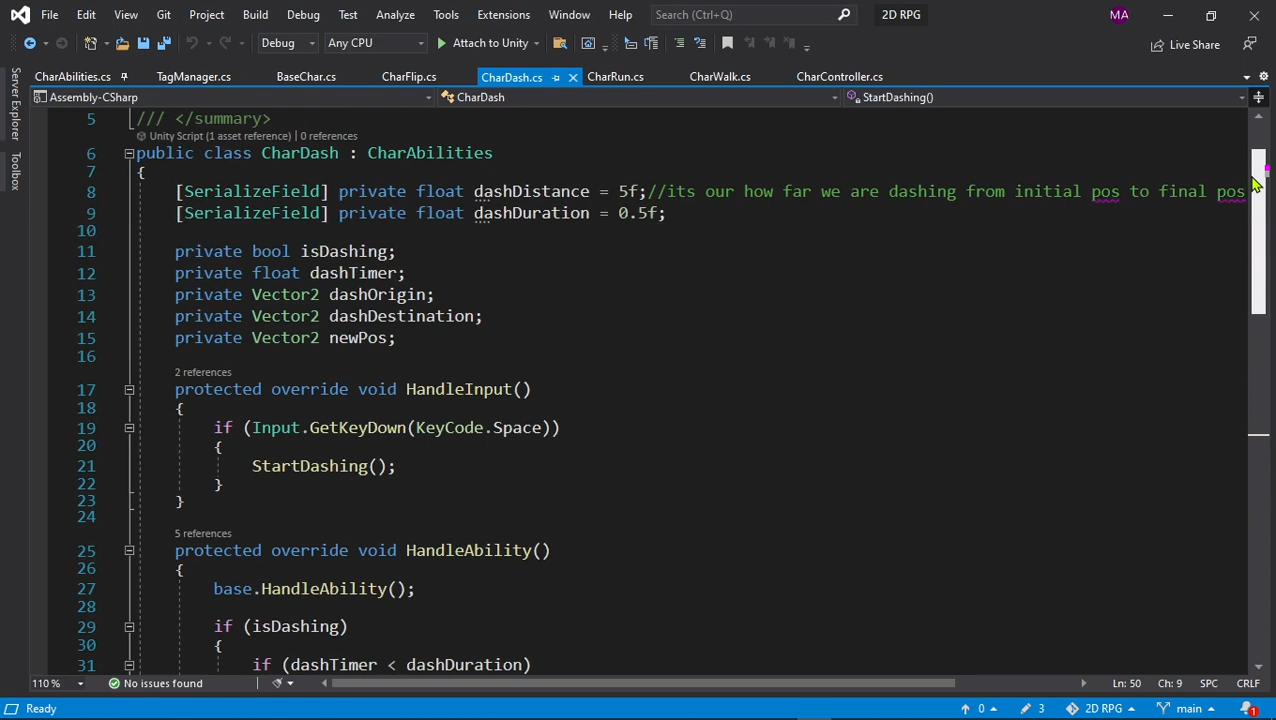 File Edit View Git Project Build Debug Test Analyze Tools Extensions Window Help Search (Ctrl+Q) 2D RPG MA
Debug Any CPU Attach to Unity Live Share
CharAbilities.cs TagManager.cs BaseChar.cs CharFlip.cs CharDash.cs CharRun.cs CharWalk.cs CharController.cs
Assembly-CSharp CharDash StartDashing()
Server Explorer
Toolbox
5 /// </summary>
Unity Script (1 asset reference) | 0 references
6 public class CharDash : CharAbilities
7 {
8 [SerializeField] private float dashDistance = 5f;//its our how far we are dashing from initial pos to final pos
9 [SerializeField] private float dashDuration = 0.5f;
10
11 private bool isDashing;
12 private float dashTimer;
13 private Vector2 dashOrigin;
14 private Vector2 dashDestination;
15 private Vector2 newPos;
16
2 references
17 protected override void HandleInput()
18 {
19 if (Input.GetKeyDown(KeyCode.Space))
20 {
21 StartDashing();
22 }
23 }
24
5 references
25 protected override void HandleAbility()
26 {
27 base.HandleAbility();
28
29 if (isDashing)
30 {
31 if (dashTimer < dashDuration)
110 % No issues found Ln: 50 Ch: 9 SPC CRLF
Ready 0 3 2D RPG main 1